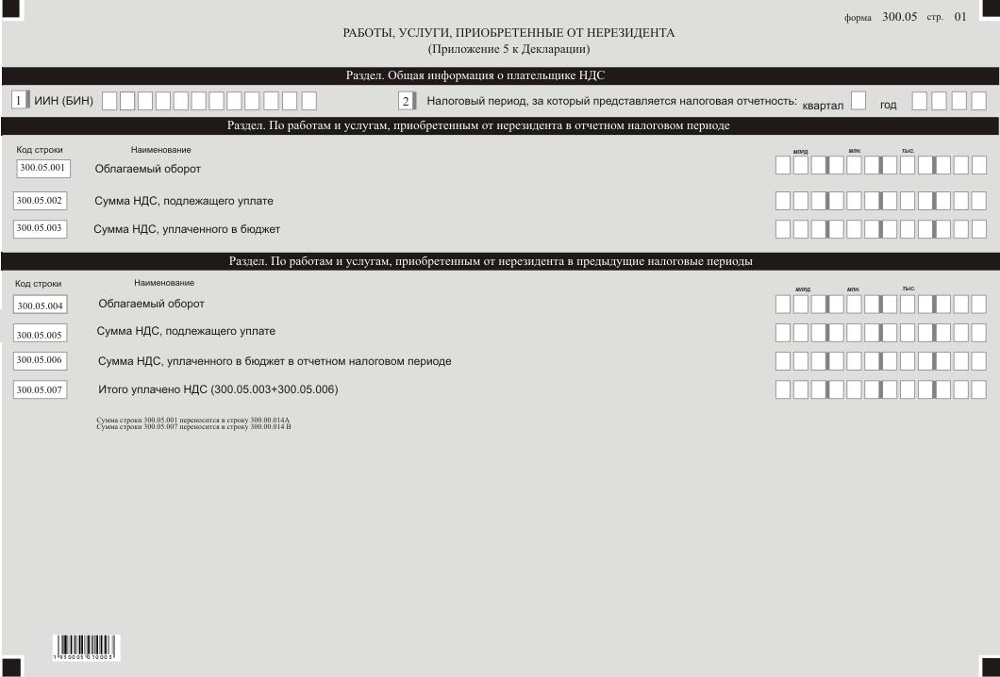 форма 300.05 стр. 01
РАБОТЫ, УСЛУГИ, ПРИОБРЕТЕННЫЕ ОТ НЕРЕЗИДЕНТА
(Приложение 5 к Декларации)
Раздел. Общая информация о плательщике НДС
1 ИИН (БИН) 2 Налоговый период, за который представляется налоговая отчетность: квартал год
Раздел. По работам и услугам, приобретенным от нерезидента в отчетном налоговом периоде
Код строки Наименование МЛРД. МЛН. ТЫС.
300.05.001 Облагаемый оборот
300.05.002 Сумма НДС, подлежащего уплате
300.05.003 Сумма НДС, уплаченного в бюджет
Раздел. По работам и услугам, приобретенным от нерезидента в предыдущие налоговые периоды
Код строки Наименование МЛРД. МЛН. ТЫС.
300.05.004 Облагаемый оборот
300.05.005 Сумма НДС, подлежащего уплате
300.05.006 Сумма НДС, уплаченного в бюджет в отчетном налоговом периоде
300.05.007 Итого уплачено НДС (300.05.003+300.05.006)
Сумма строки 300.05.001 переносится в строку 300.00.014А
Сумма строки 300.05.007 переносится в строку 300.00.014 В
1 930005 010003